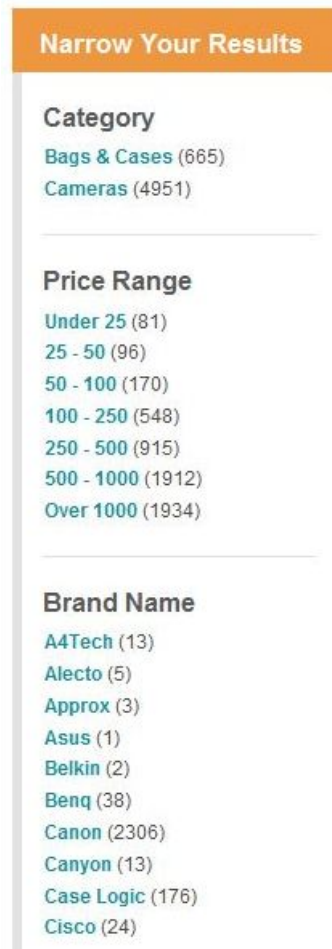 Narrow Your Results
Category
Bags & Cases (665)
Cameras (4951)
Price Range
Under 25 (81)
25 - 50 (96)
50 - 100 (170)
100 - 250 (548)
250 - 500 (915)
500 - 1000 (1912)
Over 1000 (1934)
Brand Name
A4Tech (13)
Alecto (5)
Approx (3)
Asus (1)
Belkin (2)
Benq (38)
Canon (2306)
Canyon (13)
Case Logic (176)
Cisco (24)